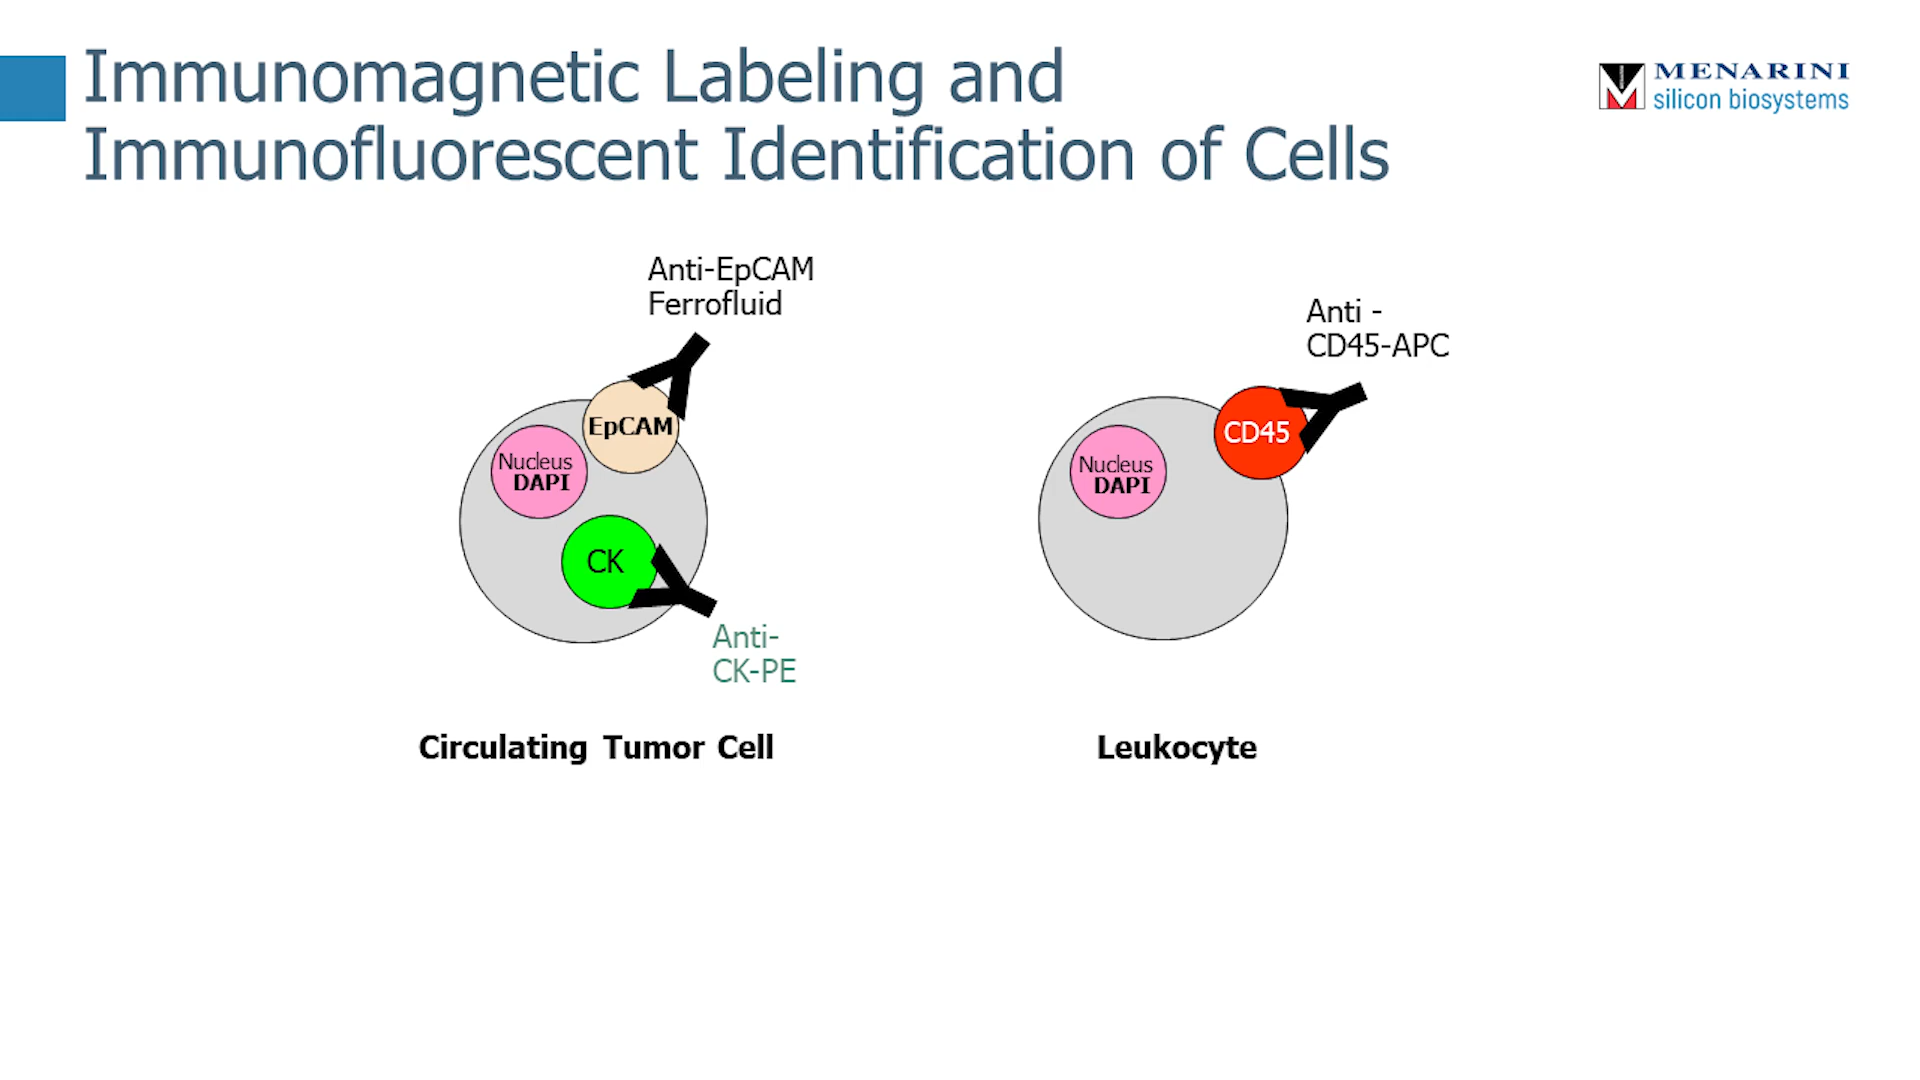 Immunomagnetic Labeling and
Immunofluorescent Identification of Cells
MENARINI
silicon biosystems
Anti-EpCAM
Ferrofluid
EpCAM
Nucleus
DAPI
CK
Anti-
CK-PE
Circulating Tumor Cell
Anti -
CD45-APC
CD45
Nucleus
DAPI
Leukocyte